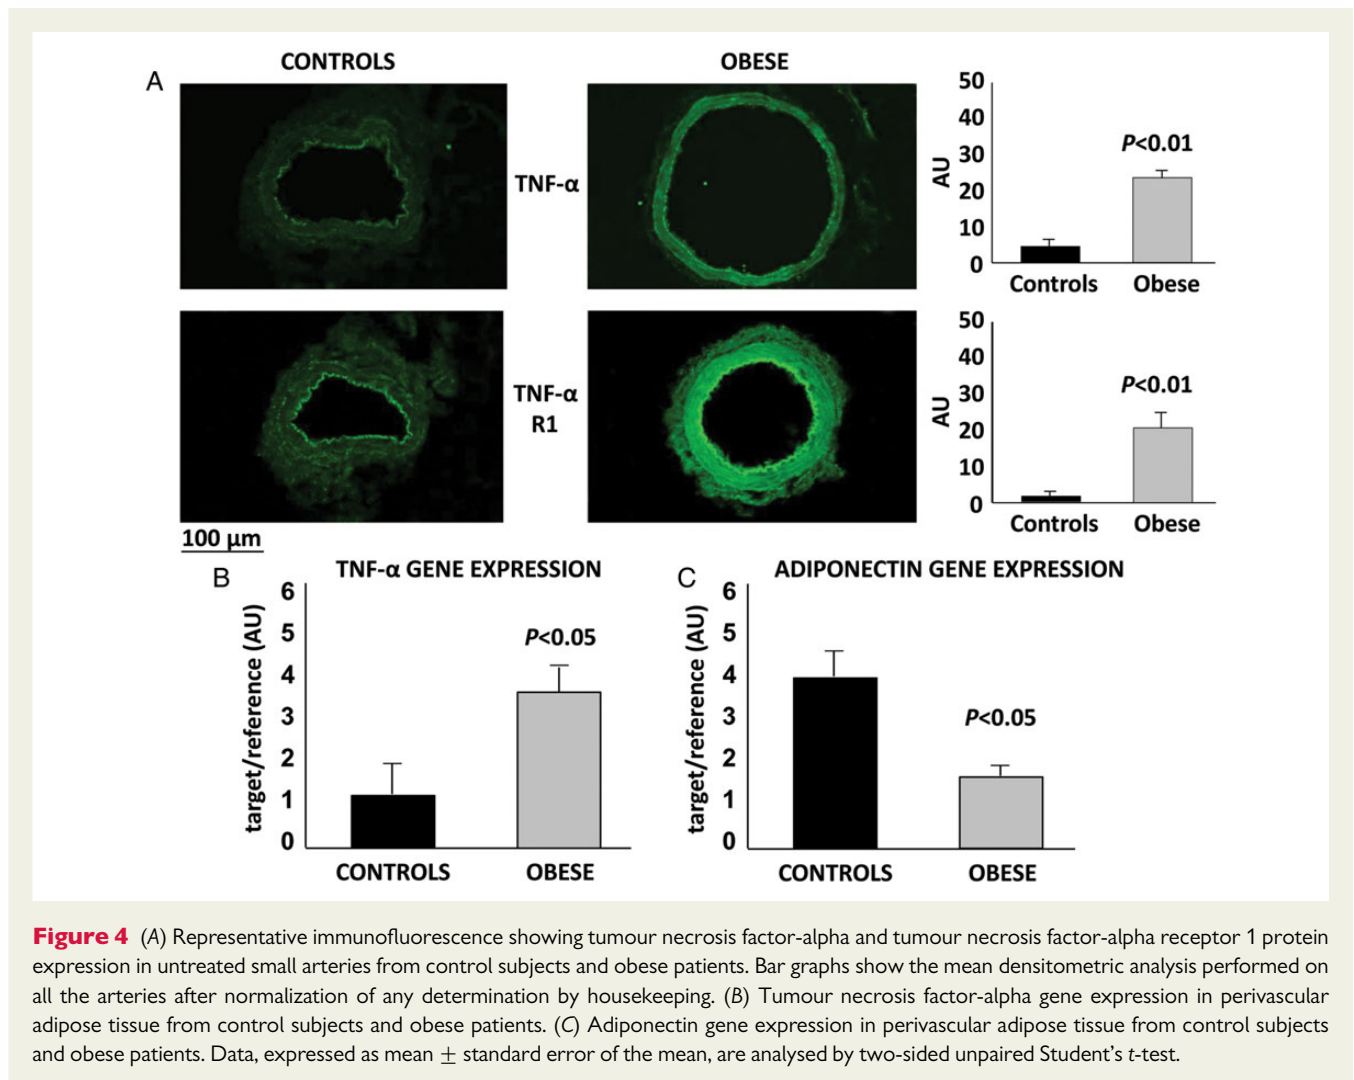 CONTROLS
OBESE
A
TNF-α
50
40
30
20
10
0
AU
P<0.01
Controls Obese
TNF-α
R1
50
40
30
20
10
0
AU
P<0.01
Controls Obese
100 µm
B
TNF-α GENE EXPRESSION
6
5
4
3
2
1
0
target/reference (AU)
P<0.05
CONTROLS OBESE
C
ADIPONECTIN GENE EXPRESSION
6
5
4
3
2
1
0
target/reference (AU)
P<0.05
CONTROLS OBESE
Figure 4 (A) Representative immunofluorescence showing tumour necrosis factor-alpha and tumour necrosis factor-alpha receptor 1 protein
expression in untreated small arteries from control subjects and obese patients. Bar graphs show the mean densitometric analysis performed on
all the arteries after normalization of any determination by housekeeping. (B) Tumour necrosis factor-alpha gene expression in perivascular
adipose tissue from control subjects and obese patients. (C) Adiponectin gene expression in perivascular adipose tissue from control subjects
and obese patients. Data, expressed as mean ± standard error of the mean, are analysed by two-sided unpaired Student's t-test.